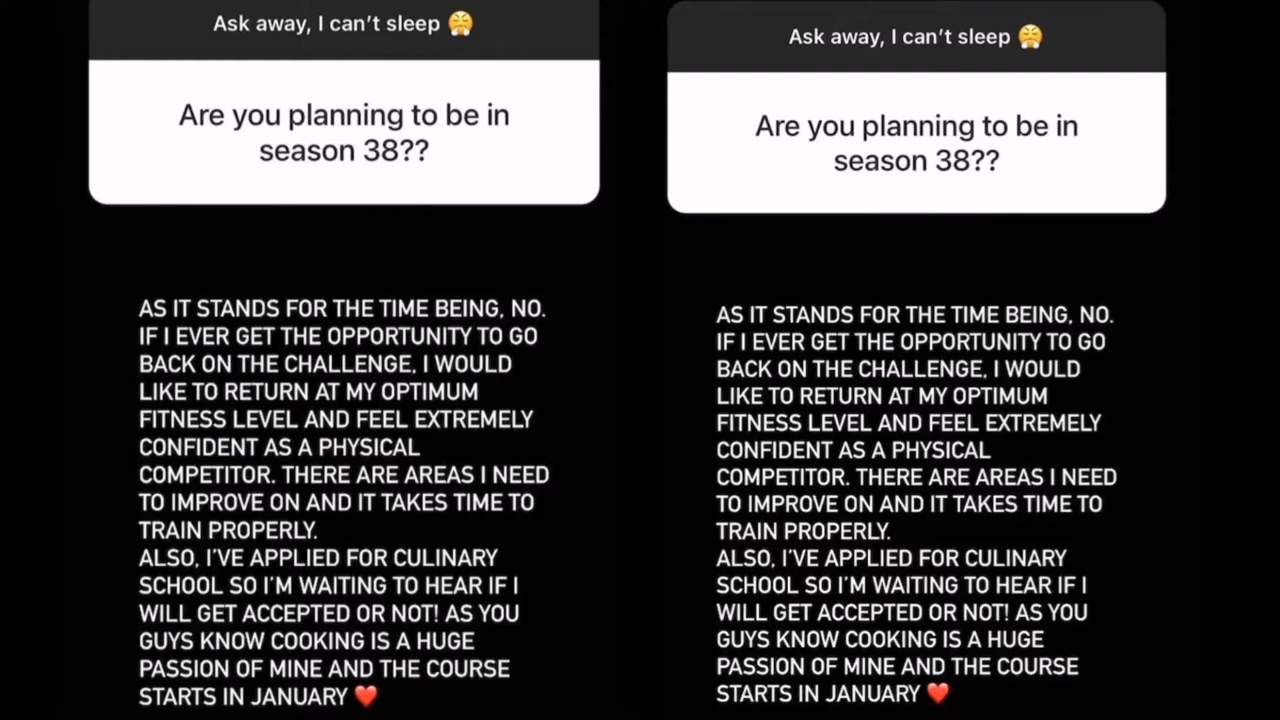 Ask away, I can't sleep 😤
Are you planning to be in
season 38??
AS IT STANDS FOR THE TIME BEING, NO.
IF I EVER GET THE OPPORTUNITY TO GO
BACK ON THE CHALLENGE, I WOULD
LIKE TO RETURN AT MY OPTIMUM
FITNESS LEVEL AND FEEL EXTREMELY
CONFIDENT AS A PHYSICAL
COMPETITOR. THERE ARE AREAS I NEED
TO IMPROVE ON AND IT TAKES TIME TO
TRAIN PROPERLY.
ALSO, I'VE APPLIED FOR CULINARY
SCHOOL SO I'M WAITING TO HEAR IF I
WILL GET ACCEPTED OR NOT! AS YOU
GUYS KNOW COOKING IS A HUGE
PASSION OF MINE AND THE COURSE
STARTS IN JANUARY ❤️
Ask away, I can't sleep 😤
Are you planning to be in
season 38??
AS IT STANDS FOR THE TIME BEING, NO.
IF I EVER GET THE OPPORTUNITY TO GO
BACK ON THE CHALLENGE, I WOULD
LIKE TO RETURN AT MY OPTIMUM
FITNESS LEVEL AND FEEL EXTREMELY
CONFIDENT AS A PHYSICAL
COMPETITOR. THERE ARE AREAS I NEED
TO IMPROVE ON AND IT TAKES TIME TO
TRAIN PROPERLY.
ALSO, I'VE APPLIED FOR CULINARY
SCHOOL SO I'M WAITING TO HEAR IF I
WILL GET ACCEPTED OR NOT! AS YOU
GUYS KNOW COOKING IS A HUGE
PASSION OF MINE AND THE COURSE
STARTS IN JANUARY ❤️